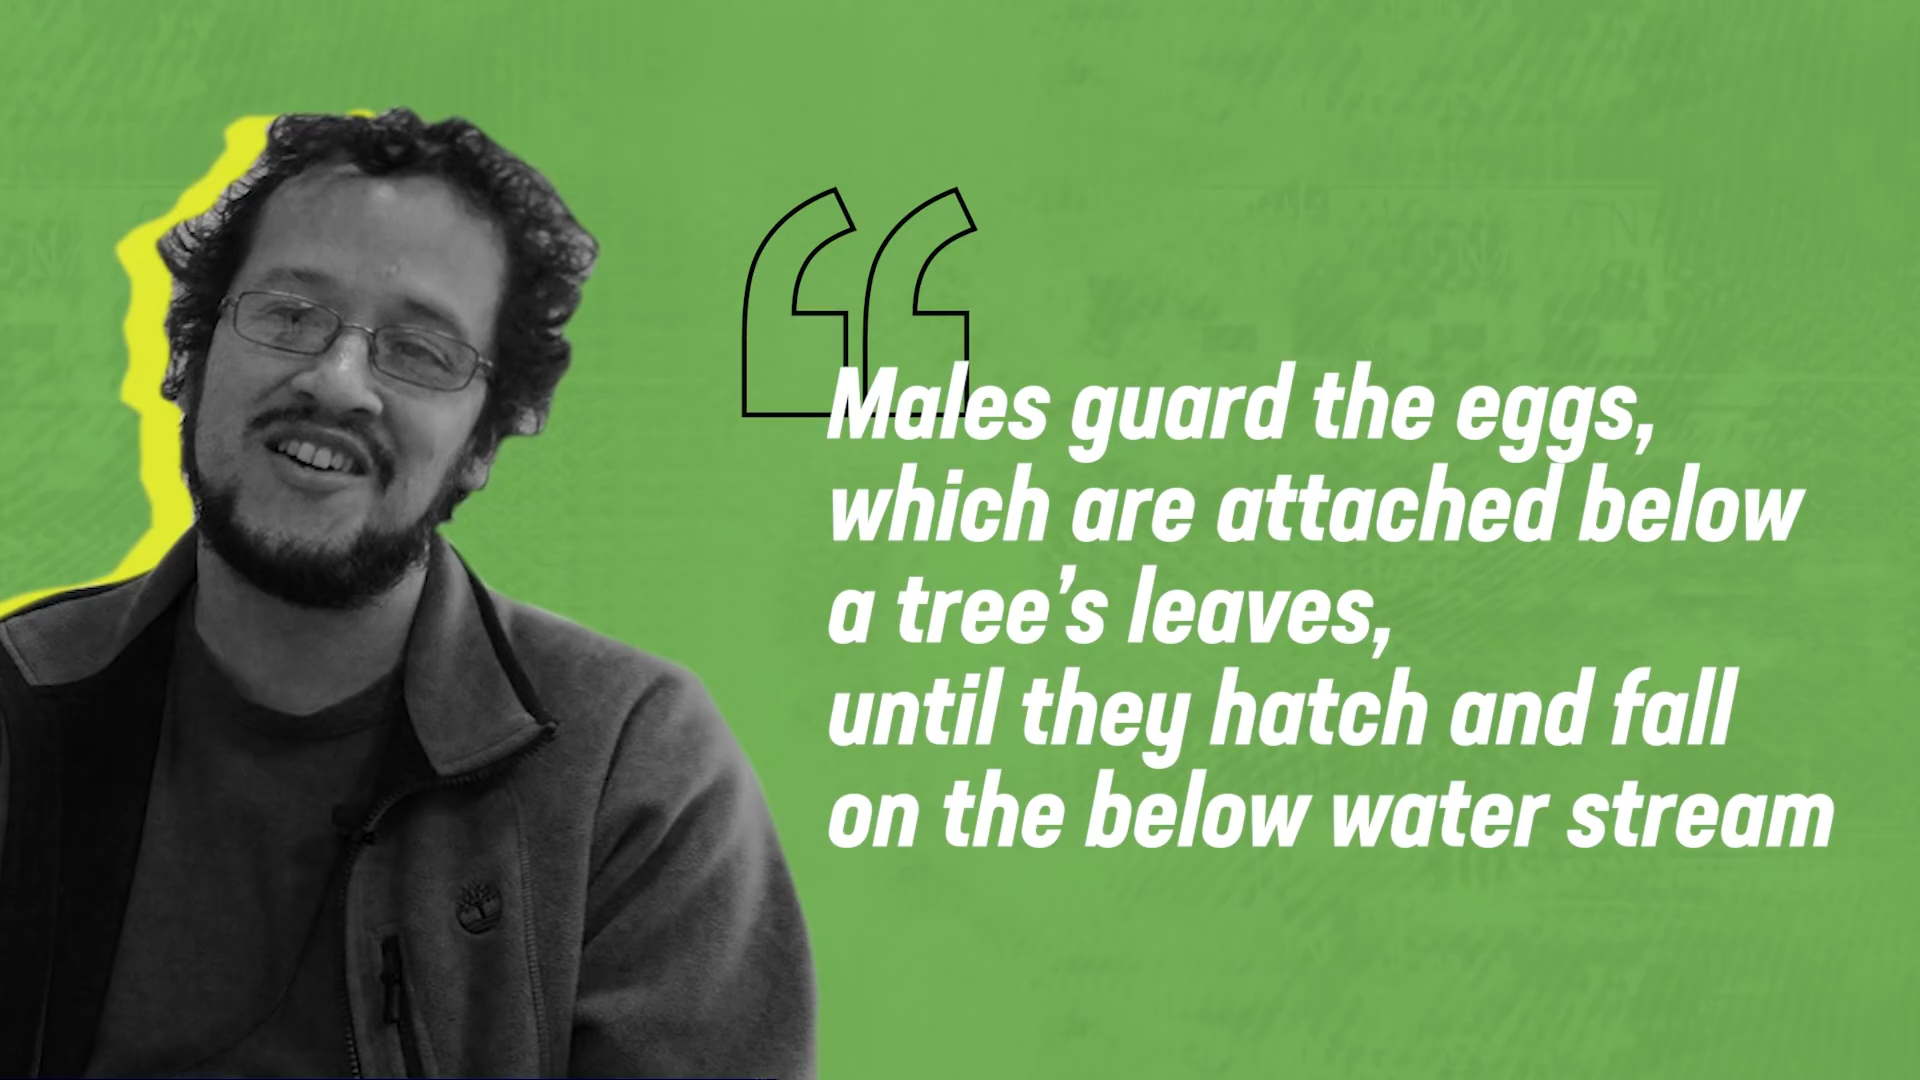 Males guard the eggs,
which are attached below
a tree’s leaves,
until they hatch and fall
on the below water stream